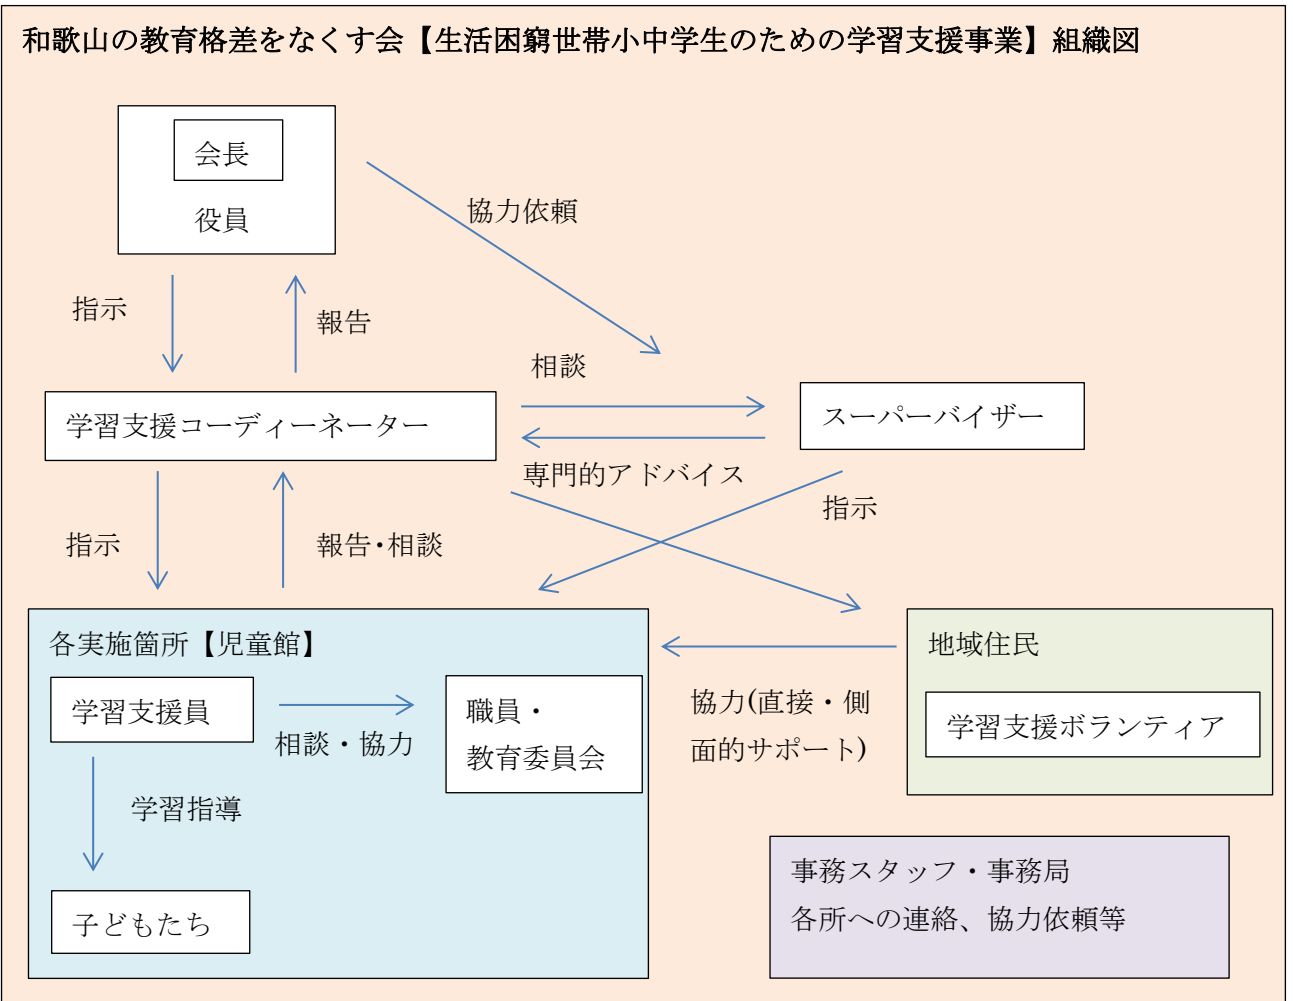 和歌山の教育格差をなくす会【生活困窮世帯小中学生のための学習支援事業】組織図
会長
役員
協力依頼
指示
報告
相談
学習支援コーディーネーター
スーパーバイザー
専門的アドバイス
指示
指示
報告・相談
各実施箇所【児童館】
学習支援員
相談・協力
職員・
教育委員会
学習指導
子どもたち
協力(直接・側
面的サポート)
地域住民
学習支援ボランティア
事務スタッフ・事務局
各所への連絡、協力依頼等